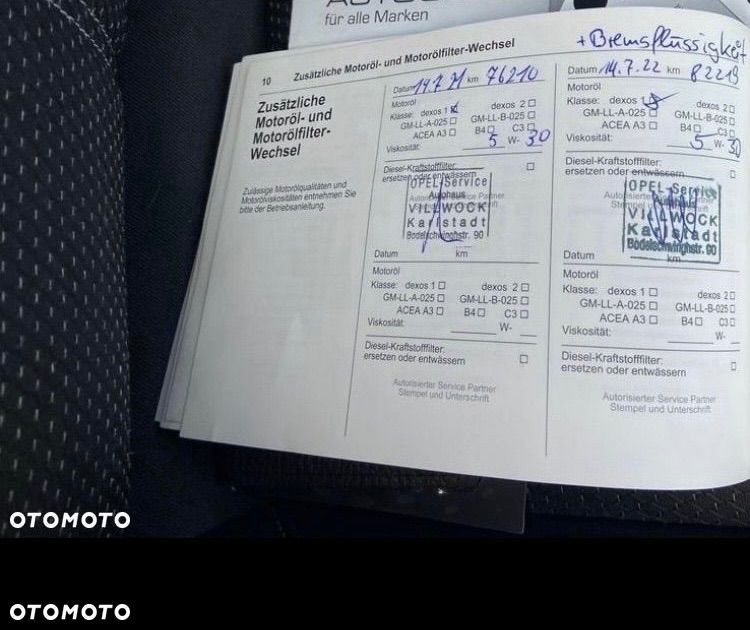 für alle Marken
10 Zusätzliche Motoröl- und Motorölfilter-Wechsel
+Bremsflüssigkeit
Zusätzliche
Motoröl- und
Motorölfilter-
Wechsel
Zulässige Motorölqualitäten und
Motorölviskositäten entnehmen Sie
bitte der Betriebsanleitung.
Datum 14.7.21 km 76210
Motoröl
Klasse: dexos 1 dexos 2
GM-LL-A-025 GM-LL-B-025
ACEA A3 B4 C3
Viskosität: 5 W- 30
Diesel-Kraftstofffilter:
ersetzen oder entwässern
OPEL Service
Autohaus
VILLWOCK
Karlstadt
Bodelschwinghstr. 90
Datum km
Motoröl
Klasse: dexos 1 dexos 2
GM-LL-A-025 GM-LL-B-025
ACEA A3 B4 C3
Viskosität: W-
Diesel-Kraftstofffilter:
ersetzen oder entwässern
Autorisierter Service Partner
Stempel und Unterschrift
Datum 14.7.22 km 82219
Motoröl
Klasse: dexos 1 dexos 2
GM-LL-A-025 GM-LL-B-025
ACEA A3 B4 C3
Viskosität: 5 W- 30
Diesel-Kraftstofffilter:
ersetzen oder entwässern
OPEL Service
VILLWOCK
Karlstadt
Bodelschwinghstr. 90
Datum km
Motoröl
Klasse: dexos 1 dexos 2
GM-LL-A-025 GM-LL-B-025
ACEA A3 B4 C3
Viskosität: W-
Diesel-Kraftstofffilter:
ersetzen oder entwässern
Autorisierter Service Partner
Stempel und Unterschrift
OTOMOTO
OTOMOTO